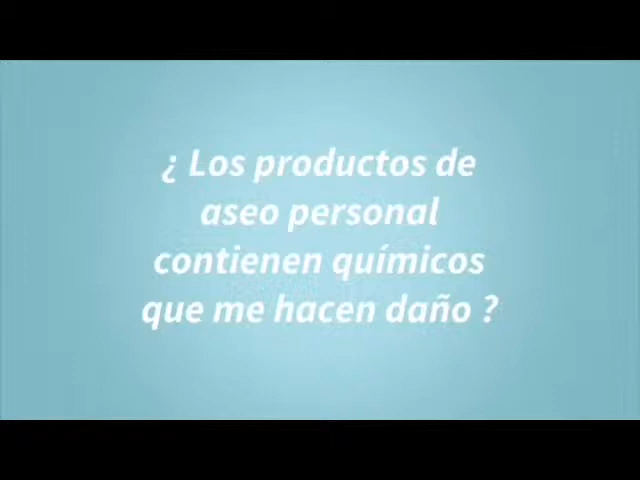 ¿ Los productos de
aseo personal
contienen químicos
que me hacen daño ?